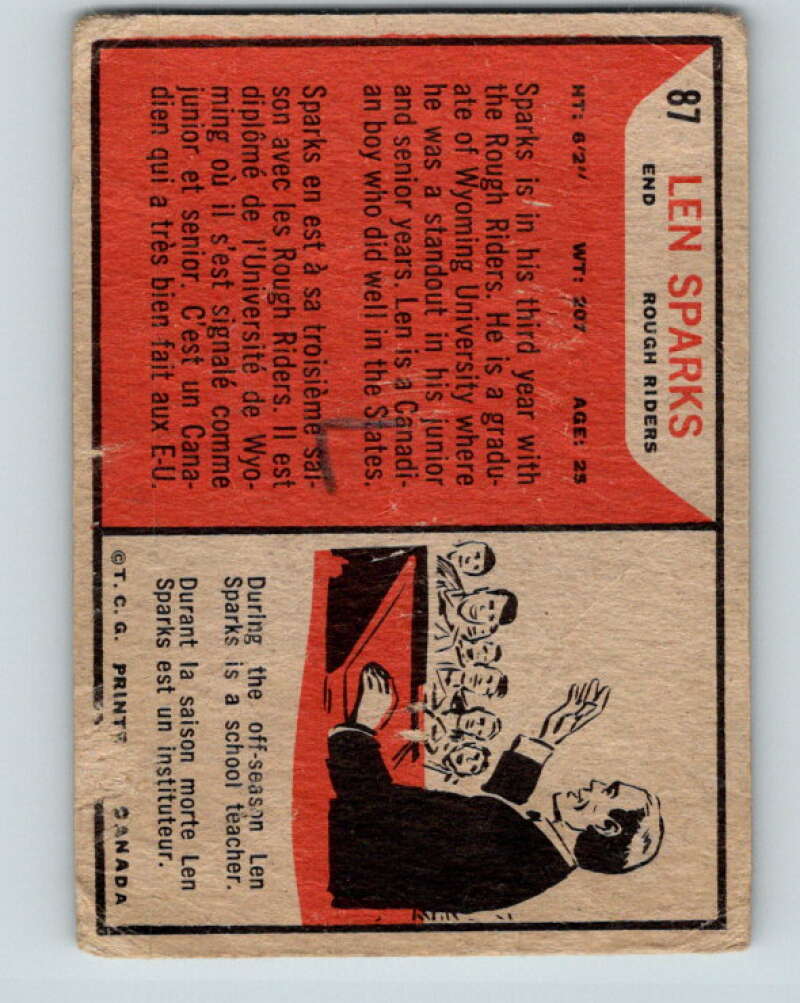 87 LEN SPARKS
END ROUGH RIDERS
HT: 6'2" WT: 207 AGE: 25
Sparks is in his third year with
the Rough Riders. He is a gradu-
ate of Wyoming University where
he was a standout in his junior
and senior years. Len is a Canadi-
an boy who did well in the States.
Sparks en est à sa troisième sai-
son avec les Rough Riders. Il est
diplômé de l'Université de Wyo-
ming où il s'est signalé comme
junior et senior. C'est un Cana-
dien qui a très bien fait aux E-U.
During the off-season Len
Sparks is a school teacher.
Durant la saison morte Len
Sparks est un instituteur.
©T. C. G. PRINT CANADA